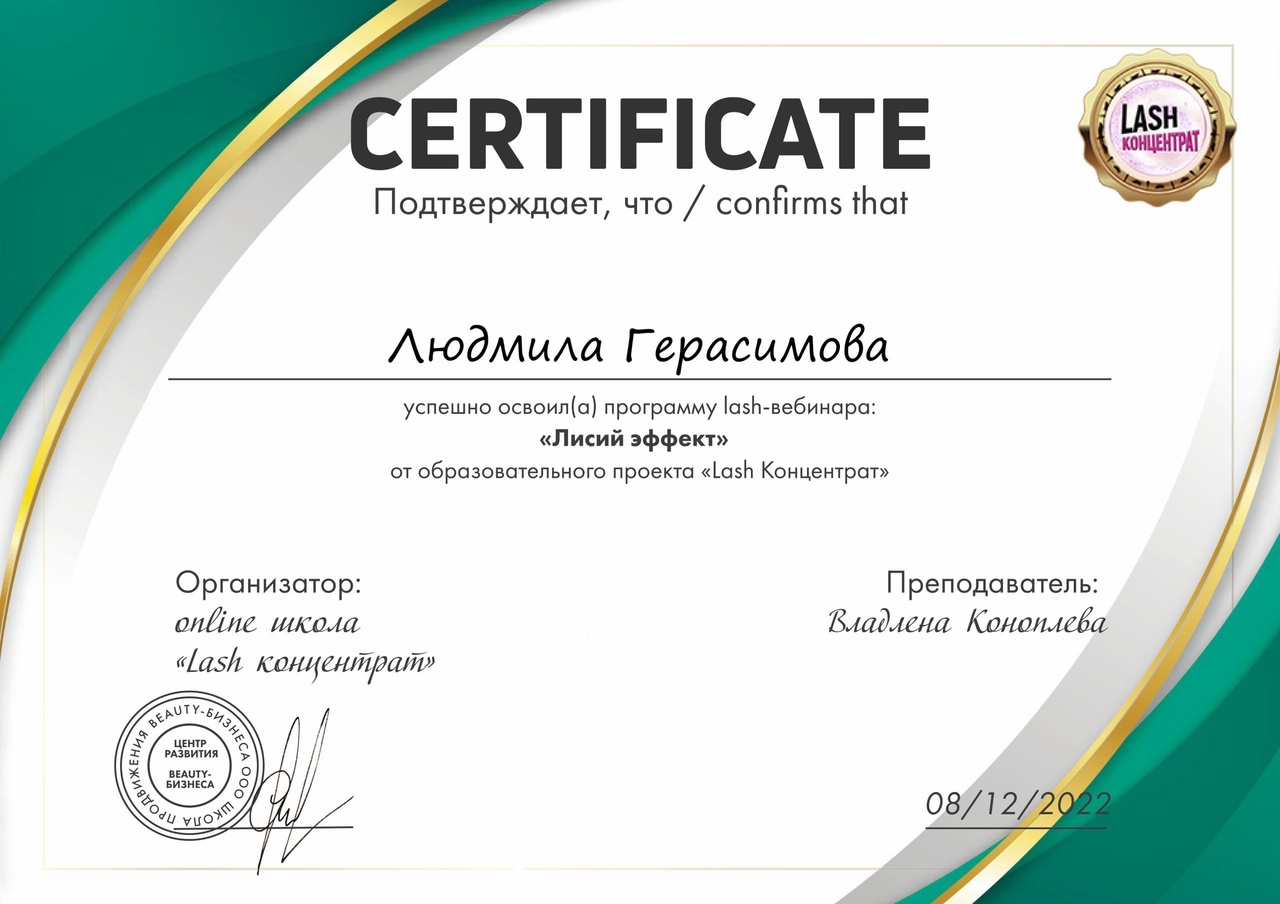 CERTIFICATE
LASH
КОНЦЕНТРАТ
Подтверждает, что / confirms that
Людмила Герасимова
успешно освоил(а) программу lash-вебинара:
«Лисий эффект»
от образовательного проекта «Lash Концентрат»
Организатор:
online школа
«Lash концентрат»
Преподаватель:
Владлена Коноплева
ООО ШКОЛА ПРОДВИЖЕНИЯ BEAUTY-БИЗНЕСА
ЦЕНТР
РАЗВИТИЯ
BEAUTY-
БИЗНЕСА
08/12/2022